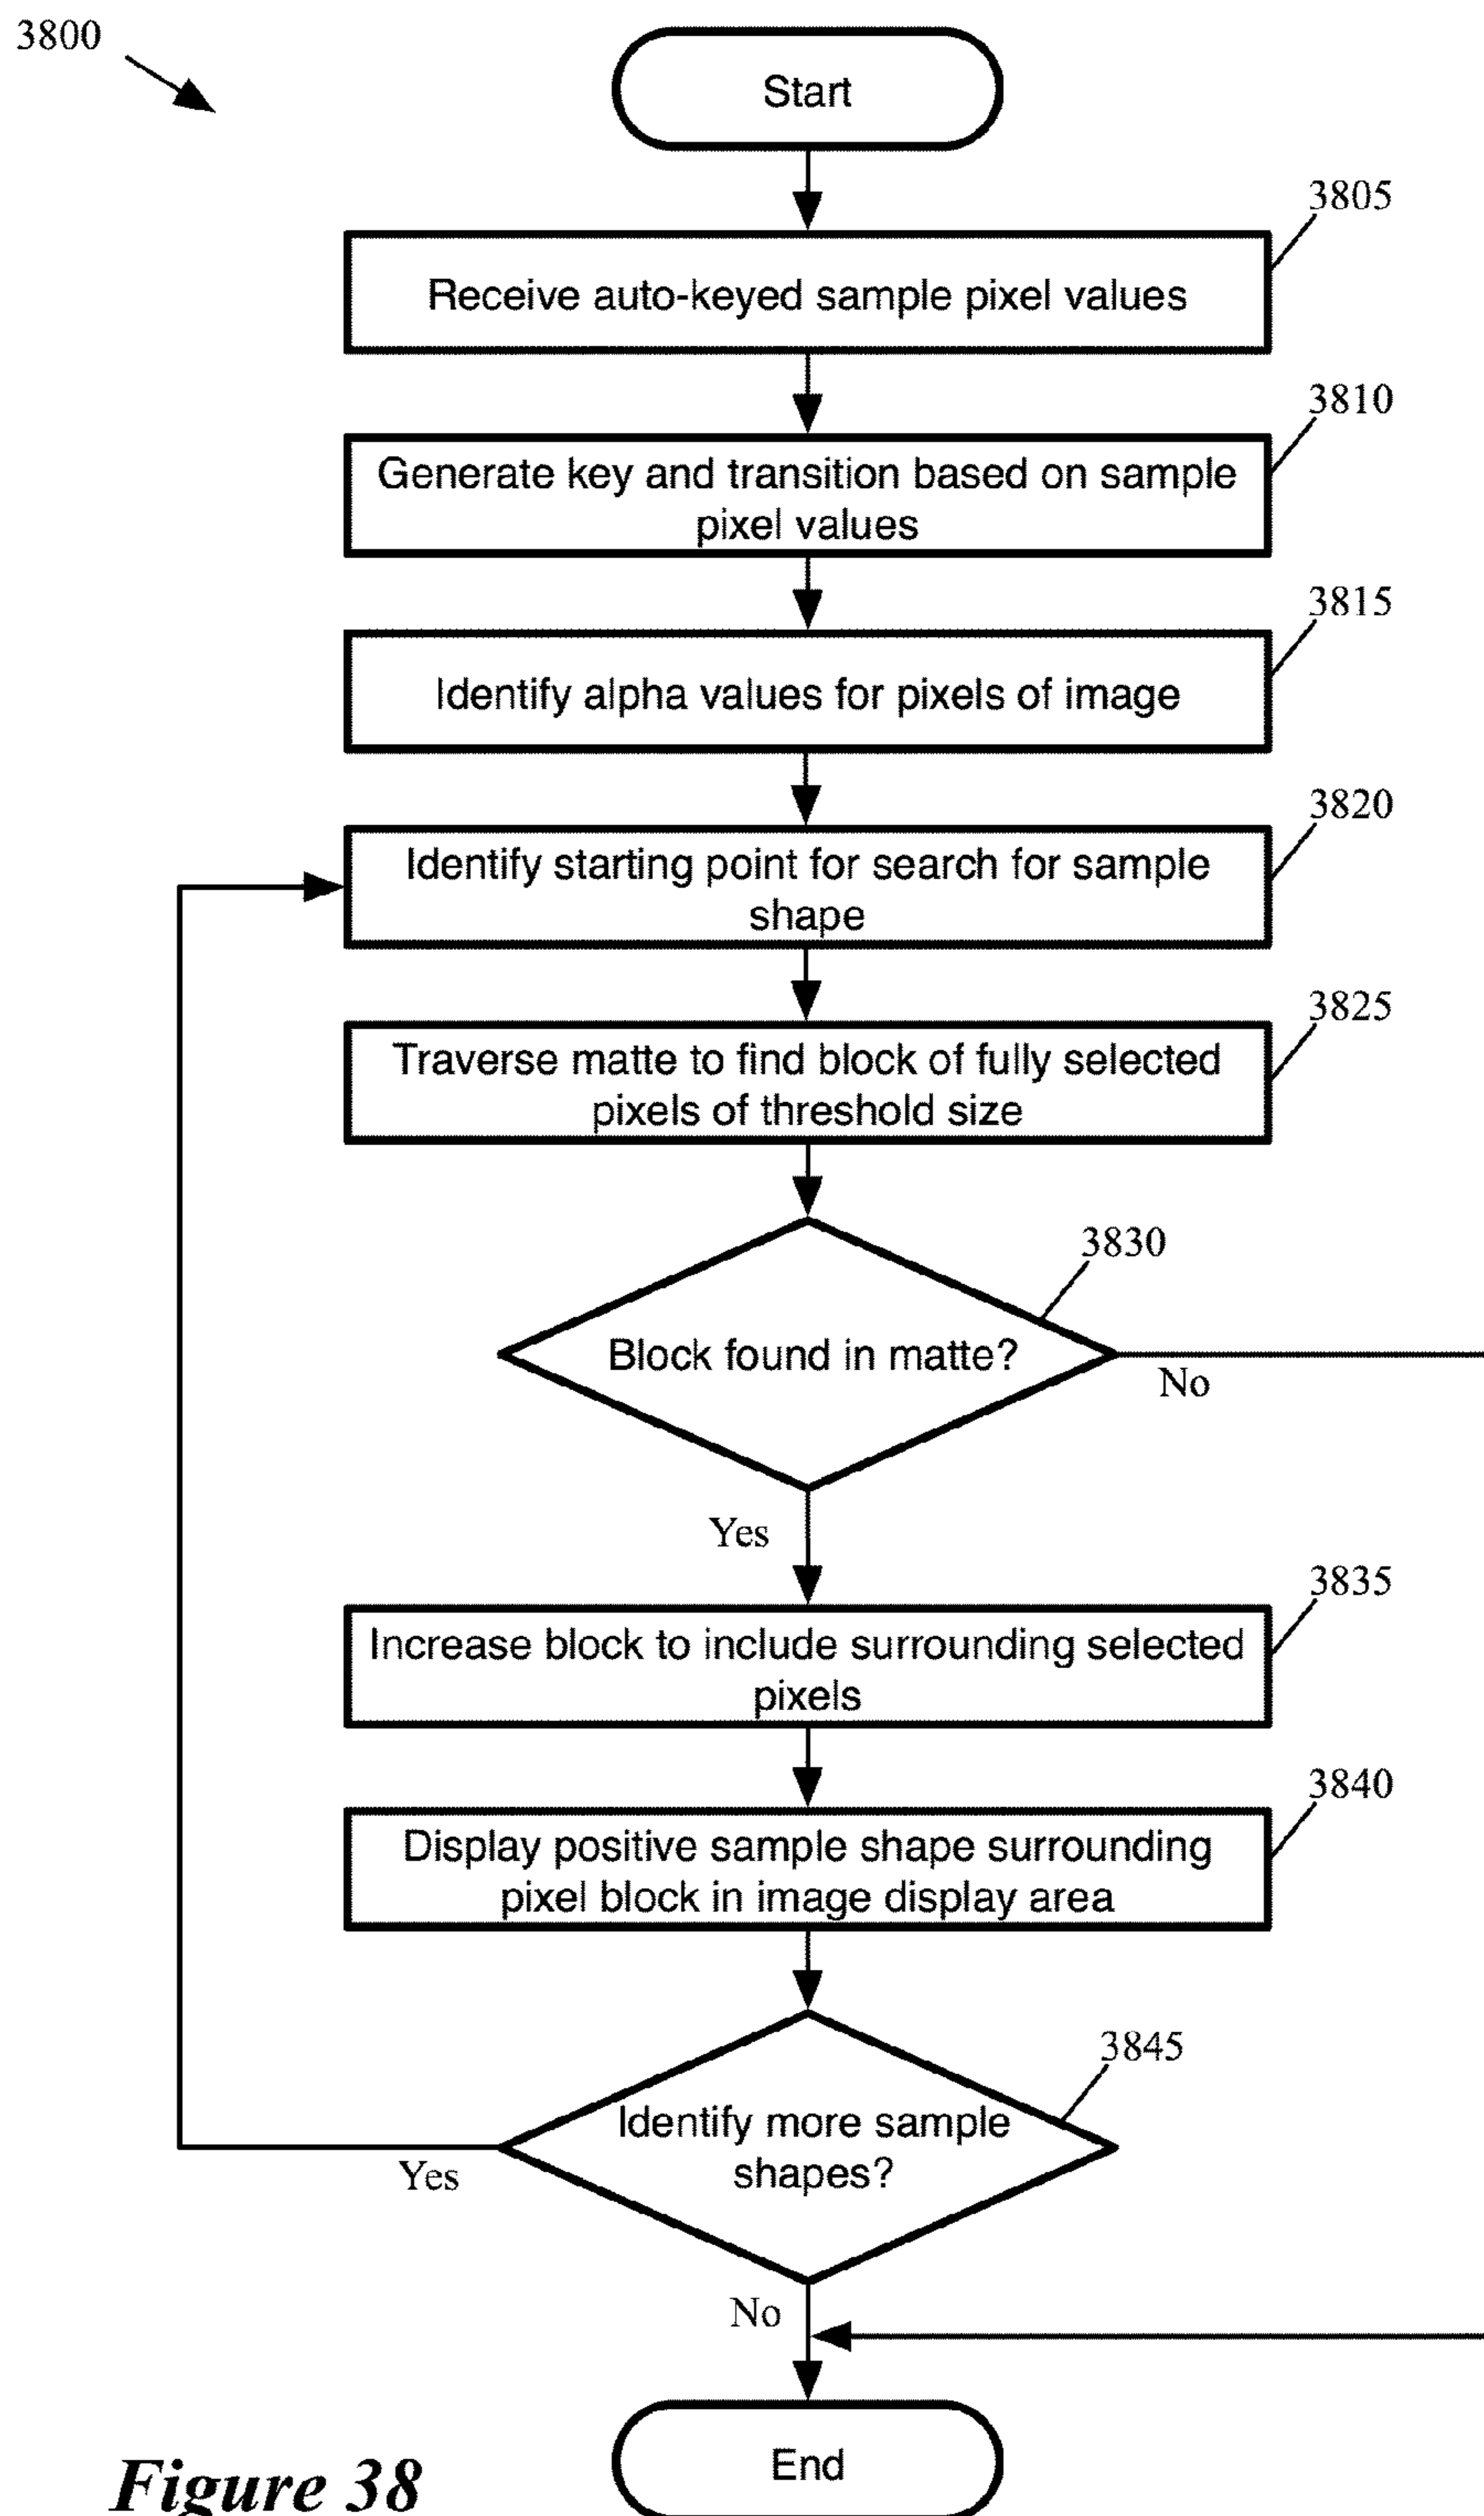 3800
Start
3805
Receive auto-keyed sample pixel values
3810
Generate key and transition based on sample
pixel values
3815
Identify alpha values for pixels of image
3820
Identify starting point for search for sample
shape
3825
Traverse matte to find block of fully selected
pixels of threshold size
3830
Block found in matte?
No
Yes
3835
Increase block to include surrounding selected
pixels
3840
Display positive sample shape surrounding
pixel block in image display area
3845
Identify more sample
shapes?
Yes
No
End
Figure 38